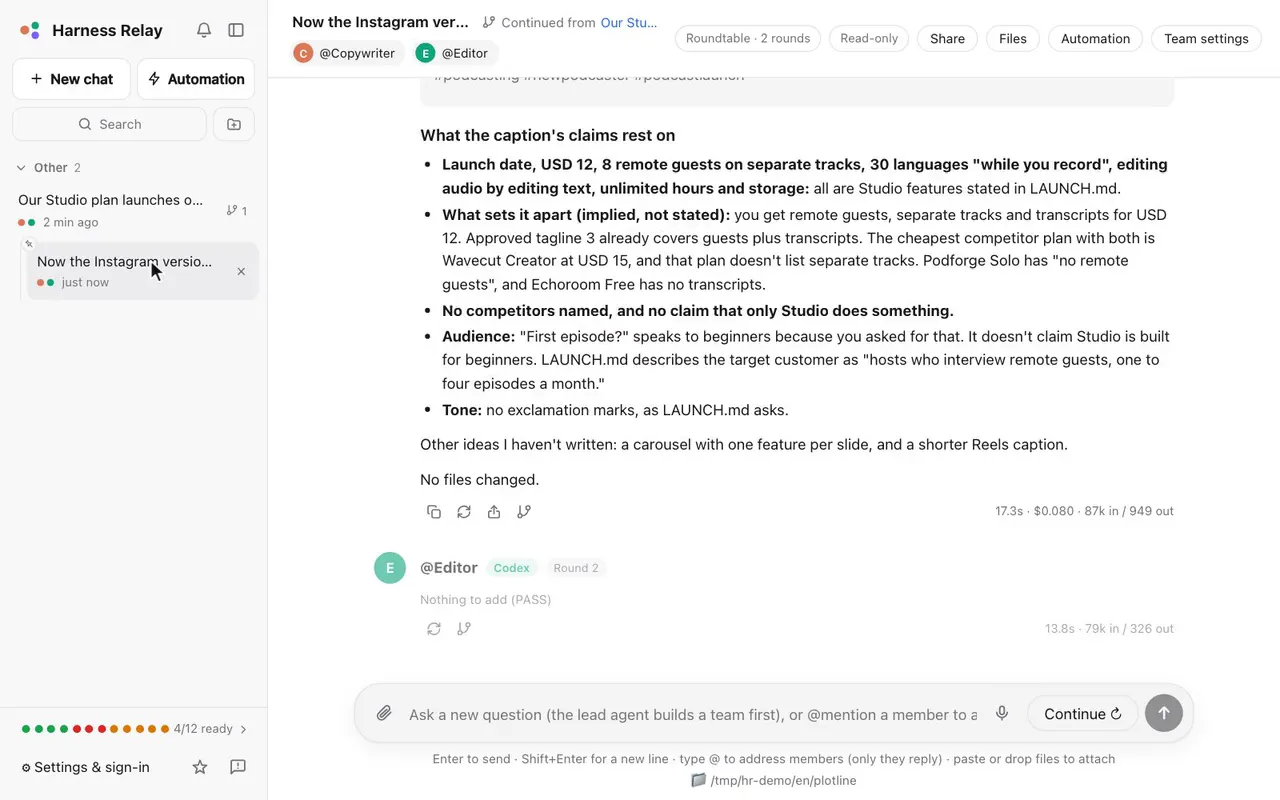 Harness Relay
New chat
Automation
Search
Other 2
Our Studio plan launches o...
2 min ago
1
Now the Instagram versio...
just now
4/12 ready
Settings & sign-in
Now the Instagram ver...
Continued from Our Stu...
C @Copywriter
E @Editor
Roundtable · 2 rounds
Read-only
Share
Files
Automation
Team settings
What the caption's claims rest on
• Launch date, USD 12, 8 remote guests on separate tracks, 30 languages "while you record", editing
audio by editing text, unlimited hours and storage: all are Studio features stated in LAUNCH.md.
• What sets it apart (implied, not stated): you get remote guests, separate tracks and transcripts for USD
12. Approved tagline 3 already covers guests plus transcripts. The cheapest competitor plan with both is
Wavecut Creator at USD 15, and that plan doesn't list separate tracks. Podforge Solo has "no remote
guests", and Echoroom Free has no transcripts.
• No competitors named, and no claim that only Studio does something.
• Audience: "First episode?" speaks to beginners because you asked for that. It doesn't claim Studio is built
for beginners. LAUNCH.md describes the target customer as "hosts who interview remote guests, one to
four episodes a month."
• Tone: no exclamation marks, as LAUNCH.md asks.
Other ideas I haven't written: a carousel with one feature per slide, and a shorter Reels caption.
No files changed.
17.3s · $0.080 · 87k in / 949 out
E @Editor Codex Round 2
Nothing to add (PASS)
13.8s · 79k in / 326 out
Ask a new question (the lead agent builds a team first), or @mention a member to a
Continue
Enter to send · Shift+Enter for a new line · type @ to address members (only they reply) · paste or drop files to attach
/tmp/hr-demo/en/plotline